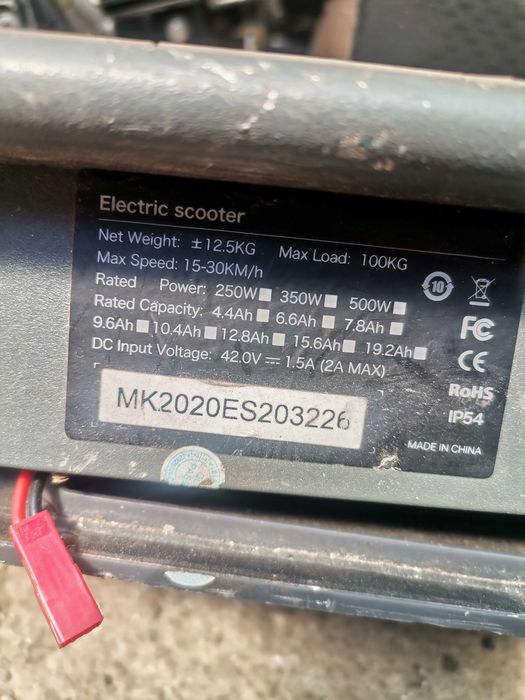 Electric scooter
Net Weight: ±12.5KG Max Load: 100KG
Max Speed: 15-30KM/h
Rated Power: 250W■ 350W■ 500W■
Rated Capacity: 4.4Ah■ 6.6Ah■ 7.8Ah■
9.6Ah■ 10.4Ah■ 12.8Ah■ 15.6Ah■ 19.2Ah■
DC Input Voltage: 42.0V⎓1.5A (2A MAX)
MK2020ES203226
10
FC
CE
RoHS
IP54
MADE IN CHINA